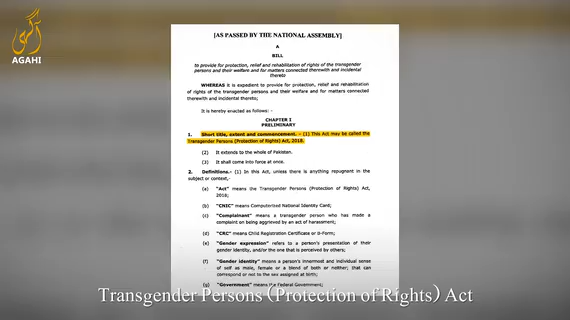 آگہی
AGAHI
[AS PASSED BY THE NATIONAL ASSEMBLY]
A
BILL
to provide for protection, relief and rehabilitation of rights of the transgender
persons and their welfare and for matters connected therewith and incidental
thereto
WHEREAS it is expedient to provide for protection, relief and rehabilitation
of rights of the transgender persons and their welfare and for matters connected
therewith and incidental thereto;
It is hereby enacted as follows: -
CHAPTER I
PRELIMINARY
1. Short title, extent and commencement. - (1) This Act may be called the
Transgender Persons (Protection of Rights) Act, 2018.
(2) It extends to the whole of Pakistan.
(3) It shall come into force at once.
2. Definitions.- (1) In this Act, unless there is anything repugnant in the
subject or context,-
(a) "Act" means the Transgender Persons (Protection of Rights) Act,
2018;
(b) "CNIC" means Computerized National Identity Card;
(c) "Complainant" means a transgender person who has made a
complaint on being aggrieved by an act of harassment;
(d) "CRC" means Child Registration Certificate or B-Form;
(e) "Gender expression" refers to a person's presentation of their
gender identity, and/or the one that is perceived by others;
(f) "Gender identity" means a person's innermost and individual sense
of self as male, female or a blend of both or neither; that can
correspond or not to the sex assigned at birth;
(g) "Government" means the Federal Government;
Transgender Persons (Protection of Rights) Act